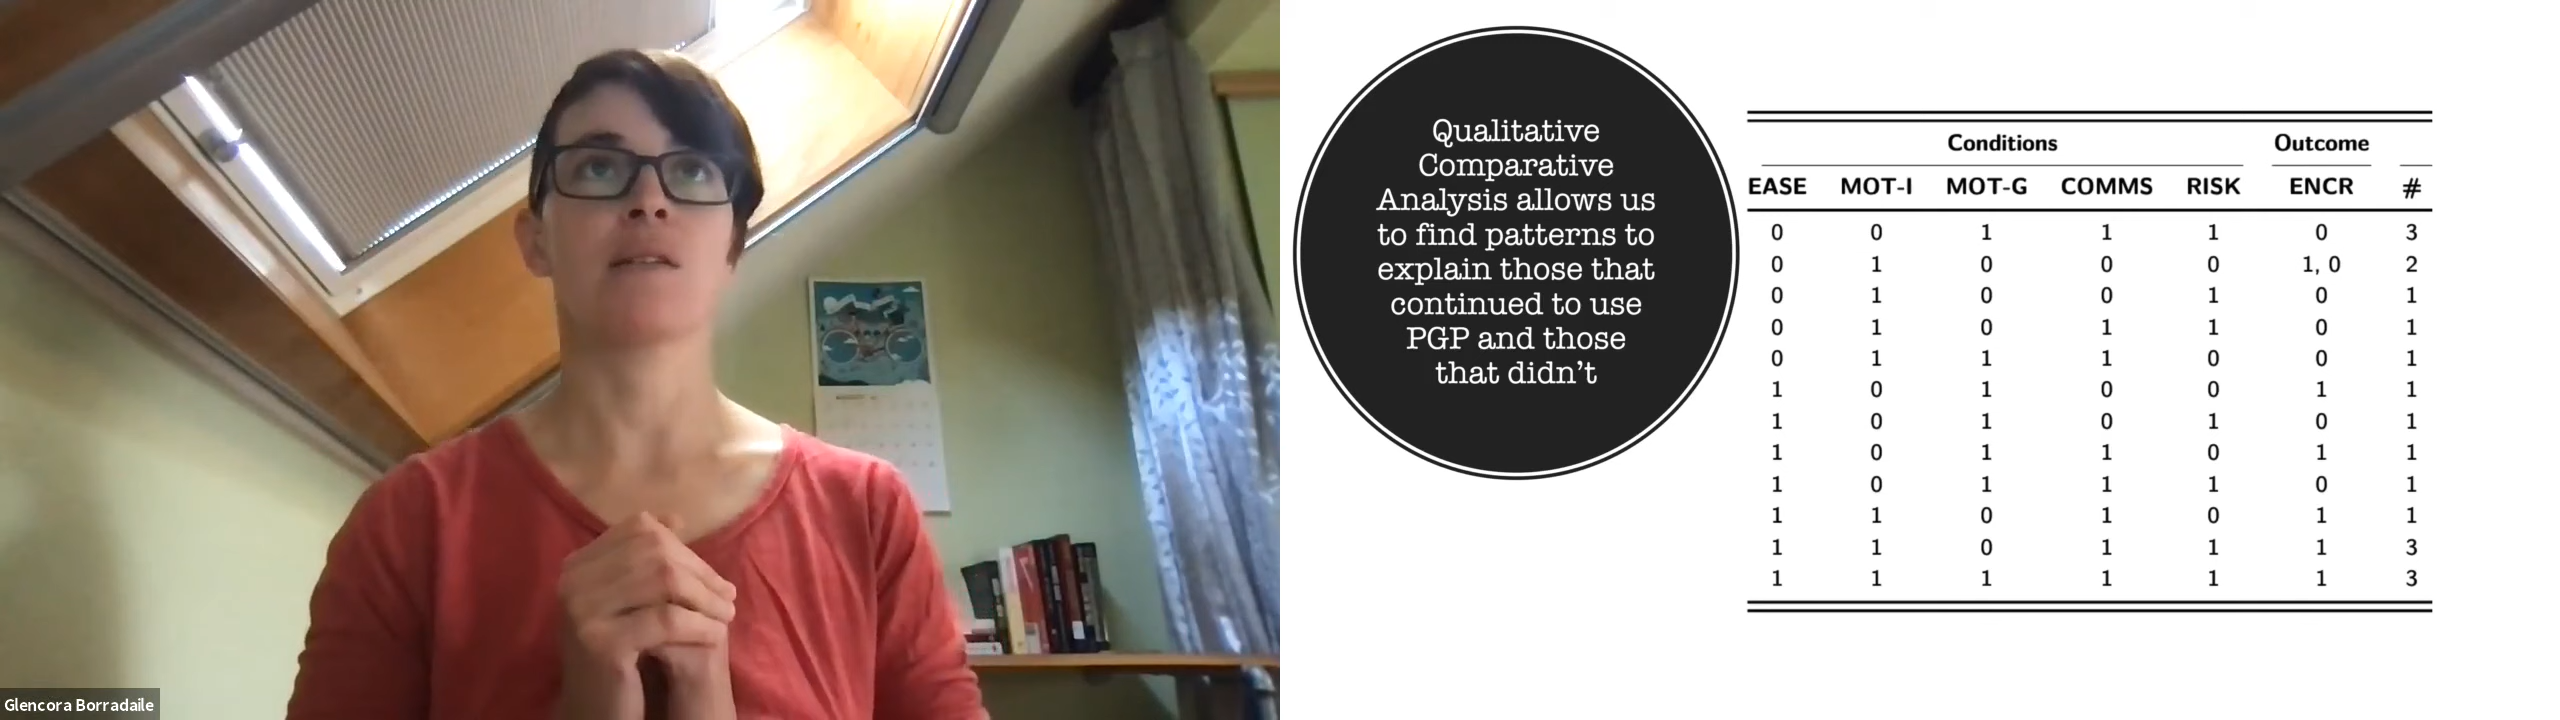 Glencora Borradaile
Qualitative
Comparative
Analysis allows us
to find patterns to
explain those that
continued to use
PGP and those
that didn't
Conditions Outcome
EASE MOT-I MOT-G COMMS RISK ENCR #
0 0 1 1 1 0 3
0 1 0 0 0 1, 0 2
0 1 0 0 1 0 1
0 1 0 1 1 0 1
0 1 1 1 0 0 1
1 0 1 0 0 1 1
1 0 1 0 1 0 1
1 0 1 1 0 1 1
1 0 1 1 1 0 1
1 1 0 1 0 1 1
1 1 0 1 1 1 3
1 1 1 1 1 1 3